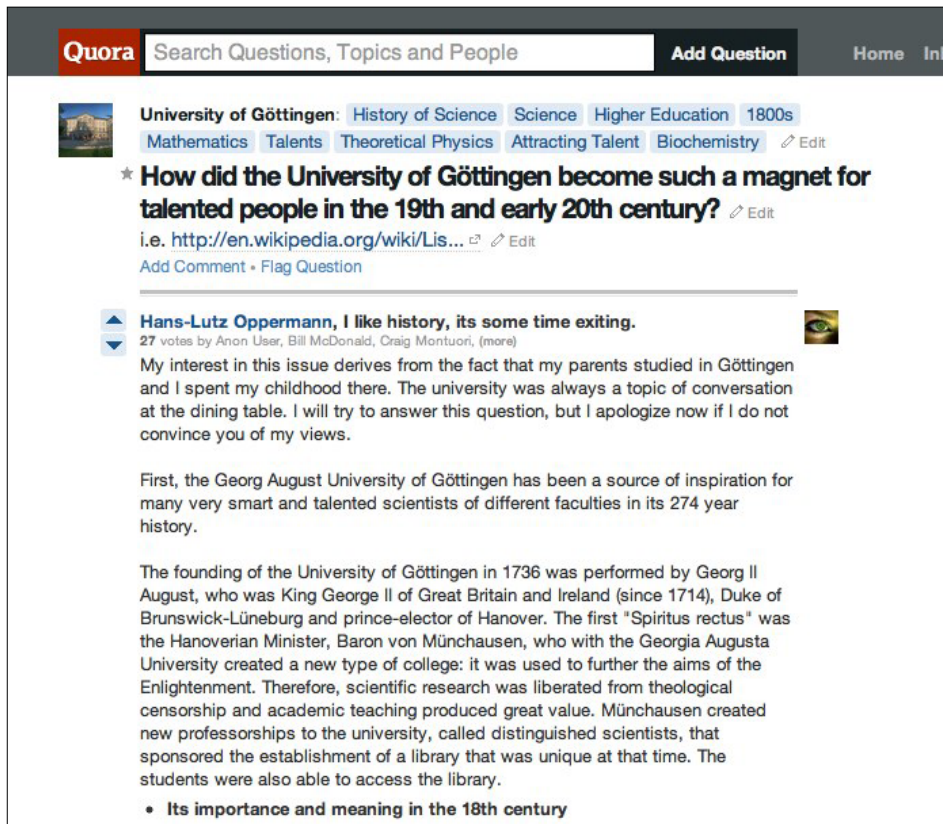 Quora Search Questions, Topics and People Add Question Home
University of Göttingen: History of Science Science Higher Education 1800s
Mathematics Talents Theoretical Physics Attracting Talent Biochemistry Edit
How did the University of Göttingen become such a magnet for
talented people in the 19th and early 20th century? Edit
i.e. http://en.wikipedia.org/wiki/Lis... Edit
Add Comment • Flag Question
Hans-Lutz Oppermann, I like history, its some time exiting.
27 votes by Anon User, Bill McDonald, Craig Montuori, (more)
My interest in this issue derives from the fact that my parents studied in Göttingen
and I spent my childhood there. The university was always a topic of conversation
at the dining table. I will try to answer this question, but I apologize now if I do not
convince you of my views.
First, the Georg August University of Göttingen has been a source of inspiration for
many very smart and talented scientists of different faculties in its 274 year
history.
The founding of the University of Göttingen in 1736 was performed by Georg II
August, who was King George II of Great Britain and Ireland (since 1714), Duke of
Brunswick-Lüneburg and prince-elector of Hanover. The first "Spiritus rectus" was
the Hanoverian Minister, Baron von Münchausen, who with the Georgia Augusta
University created a new type of college: it was used to further the aims of the
Enlightenment. Therefore, scientific research was liberated from theological
censorship and academic teaching produced great value. Münchausen created
new professorships to the university, called distinguished scientists, that
sponsored the establishment of a library that was unique at that time. The
students were also able to access the library.
• Its importance and meaning in the 18th century